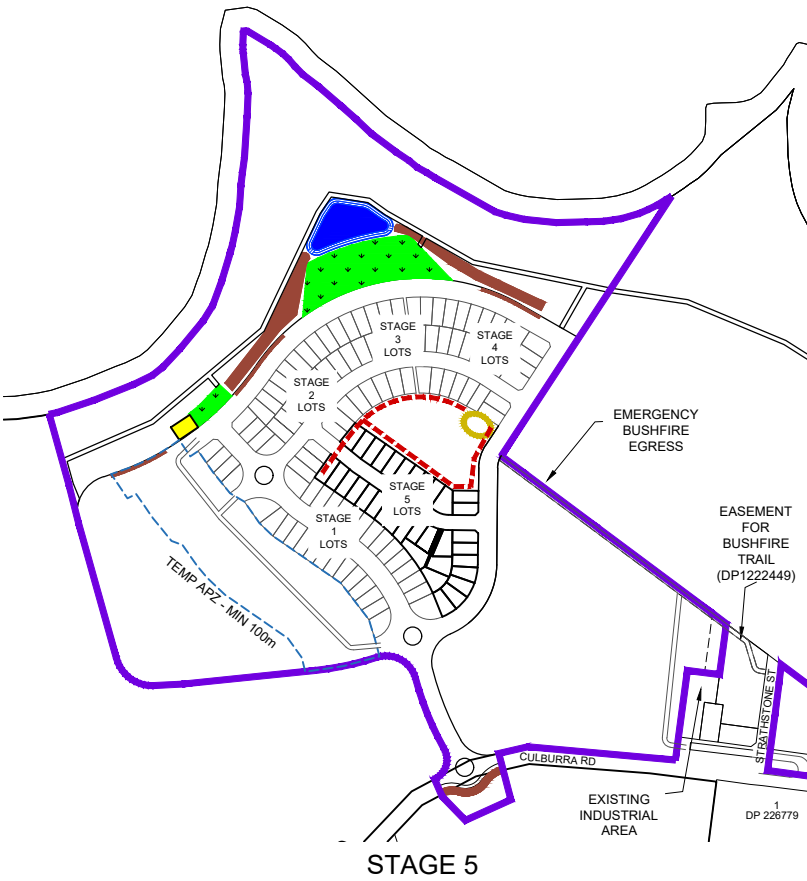 STAGE
3
LOTS
STAGE
4
LOTS
STAGE
2
LOTS
EMERGENCY
BUSHFIRE
EGRESS
STAGE
5
LOTS
STAGE
1
LOTS
EASEMENT
FOR
BUSHFIRE
TRAIL
(DP1222449)
TEMP APZ - MIN 100m
STRATHSTONE ST
CULBURRA RD
EXISTING
INDUSTRIAL
AREA
1
DP 226779
STAGE 5